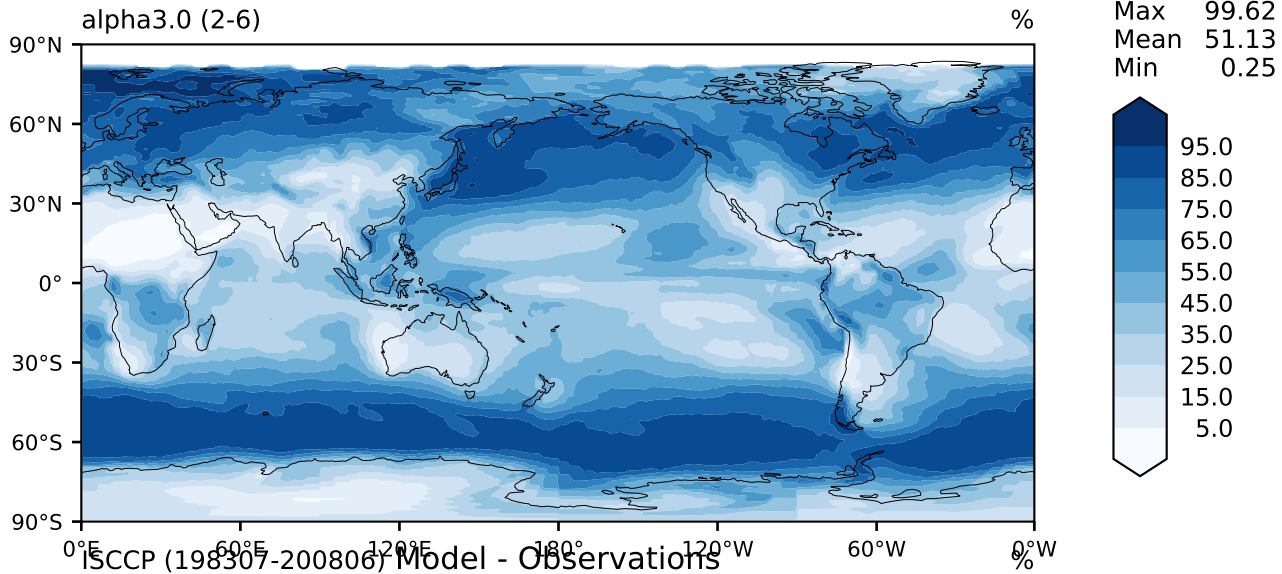 alpha3.0 (2-6) %
Max 99.62
Mean 51.13
Min 0.25
90°N
60°N
30°N
0°
30°S
60°S
90°S
95.0
85.0
75.0
65.0
55.0
45.0
35.0
25.0
15.0
5.0
0°E 60°E 120°E 180° 120°W 60°W 0°W
ISCCP (198307-200806) Model - Observations %